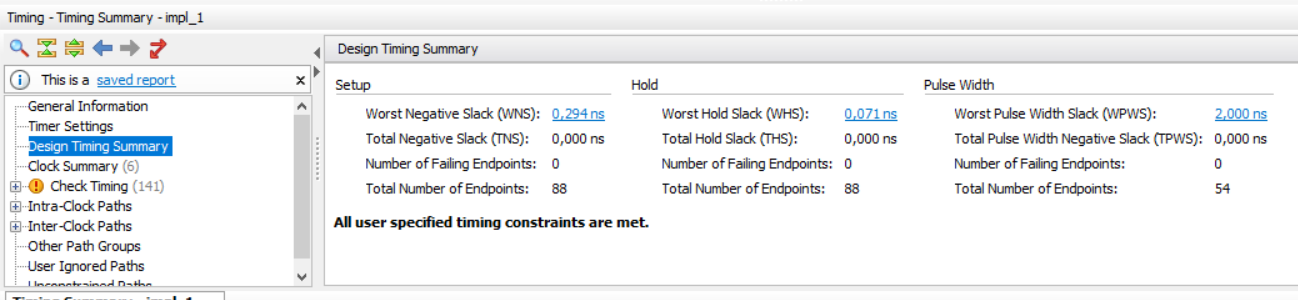 Timing - Timing Summary - impl_1
This is a saved report
General Information
Timer Settings
Design Timing Summary
Clock Summary (6)
Check Timing (141)
Intra-Clock Paths
Inter-Clock Paths
Other Path Groups
User Ignored Paths
Unconstrained Paths
Timing Summary - impl_1
Design Timing Summary
Setup Hold Pulse Width
Worst Negative Slack (WNS): 0,294 ns Worst Hold Slack (WHS): 0,071 ns Worst Pulse Width Slack (WPWS): 2,000 ns
Total Negative Slack (TNS): 0,000 ns Total Hold Slack (THS): 0,000 ns Total Pulse Width Negative Slack (TPWS): 0,000 ns
Number of Failing Endpoints: 0 Number of Failing Endpoints: 0 Number of Failing Endpoints: 0
Total Number of Endpoints: 88 Total Number of Endpoints: 88 Total Number of Endpoints: 54
All user specified timing constraints are met.